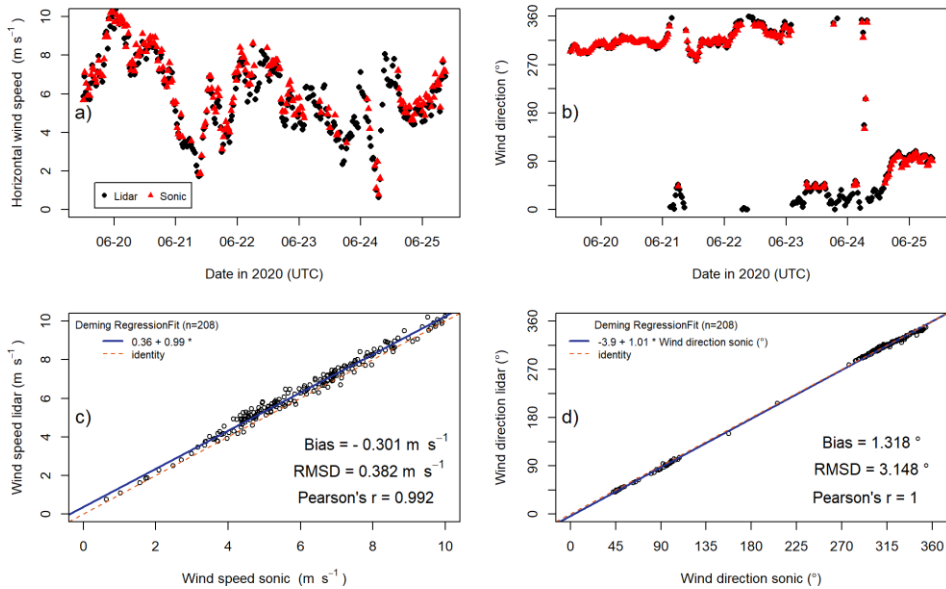 Horizontal wind speed (m s⁻¹)
10
8
6
4
2
0
a)
Lidar Sonic
06-20 06-21 06-22 06-23 06-24 06-25
Date in 2020 (UTC)
Wind direction (°)
360
270
180
90
0
b)
06-20 06-21 06-22 06-23 06-24 06-25
Date in 2020 (UTC)
Wind speed lidar (m s⁻¹)
10
8
6
4
2
0
Deming RegressionFit (n=208)
0.36 + 0.99 *
identity
c)
Bias = - 0.301 m s⁻¹
RMSD = 0.382 m s⁻¹
Pearson's r = 0.992
0 2 4 6 8 10
Wind speed sonic (m s⁻¹)
Wind direction lidar (°)
360
270
180
90
0
Deming RegressionFit (n=208)
-3.9 + 1.01 * Wind direction sonic (°)
identity
d)
Bias = 1.318 °
RMSD = 3.148 °
Pearson's r = 1
0 45 90 135 180 225 270 315 360
Wind direction sonic (°)